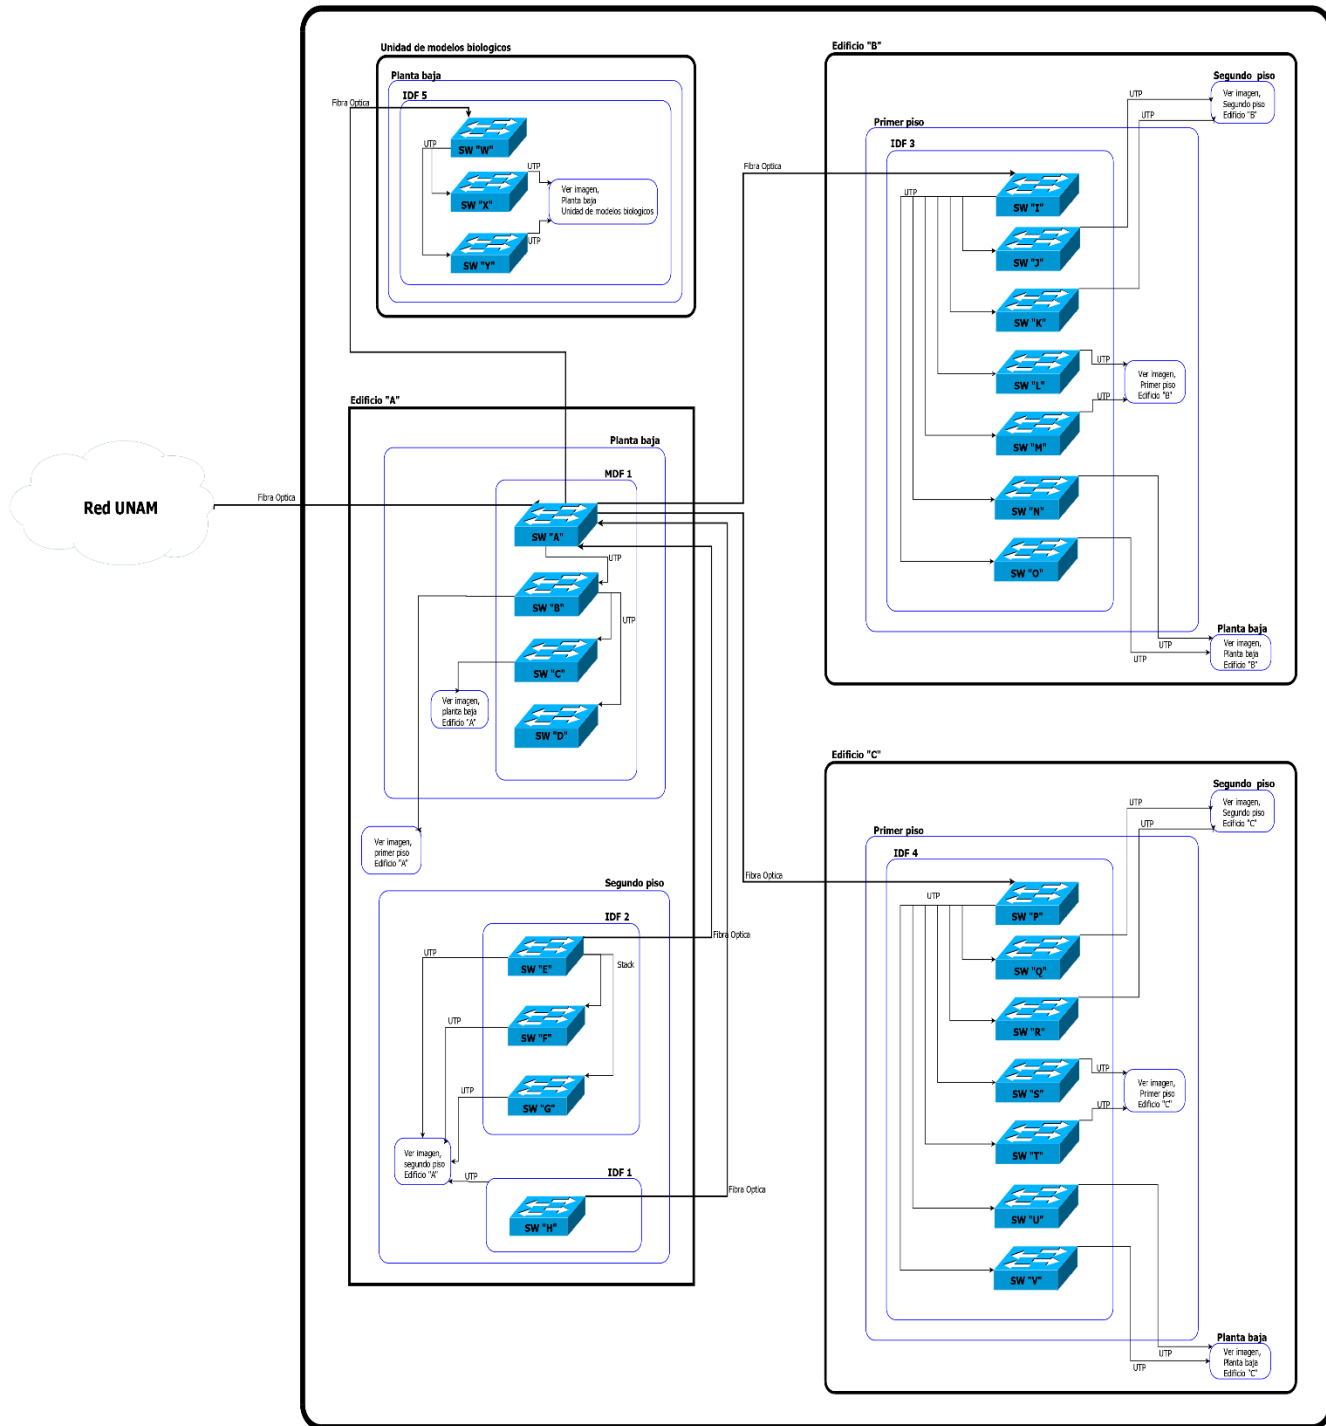 Unidad de modelos biologicos
Planta baja
IDF 5
Fibra Optica
SW "W"
UTP
SW "X"
UTP
Ver imagen,
Planta baja
Unidad de modelos biologicos
SW "Y"
UTP
Edificio "B"
Segundo piso
UTP
Ver imagen,
Segundo piso
Edificio "B"
UTP
Primer piso
IDF 3
Fibra Optica
UTP
SW "I"
SW "J"
SW "K"
SW "L"
UTP
Ver imagen,
Primer piso
Edificio "B"
UTP
SW "M"
SW "N"
SW "O"
Planta baja
UTP
Ver imagen,
Planta baja
Edificio "B"
UTP
Red UNAM
Fibra Optica
Edificio "A"
Planta baja
MDF 1
SW "A"
UTP
SW "B"
UTP
SW "C"
Ver imagen,
planta baja
Edificio "A"
SW "D"
Ver imagen,
primer piso
Edificio "A"
Segundo piso
IDF 2
Fibra Optica
SW "E"
UTP
Stack
SW "F"
UTP
SW "G"
UTP
Ver imagen,
segundo piso
Edificio "A"
UTP
IDF 1
SW "H"
Fibra Optica
Edificio "C"
Segundo piso
UTP
Ver imagen,
Segundo piso
Edificio "C"
UTP
Primer piso
IDF 4
Fibra Optica
UTP
SW "P"
SW "Q"
SW "R"
SW "S"
UTP
Ver imagen,
Primer piso
Edificio "C"
UTP
SW "T"
SW "U"
SW "V"
Planta baja
UTP
Ver imagen,
Planta baja
Edificio "C"
UTP